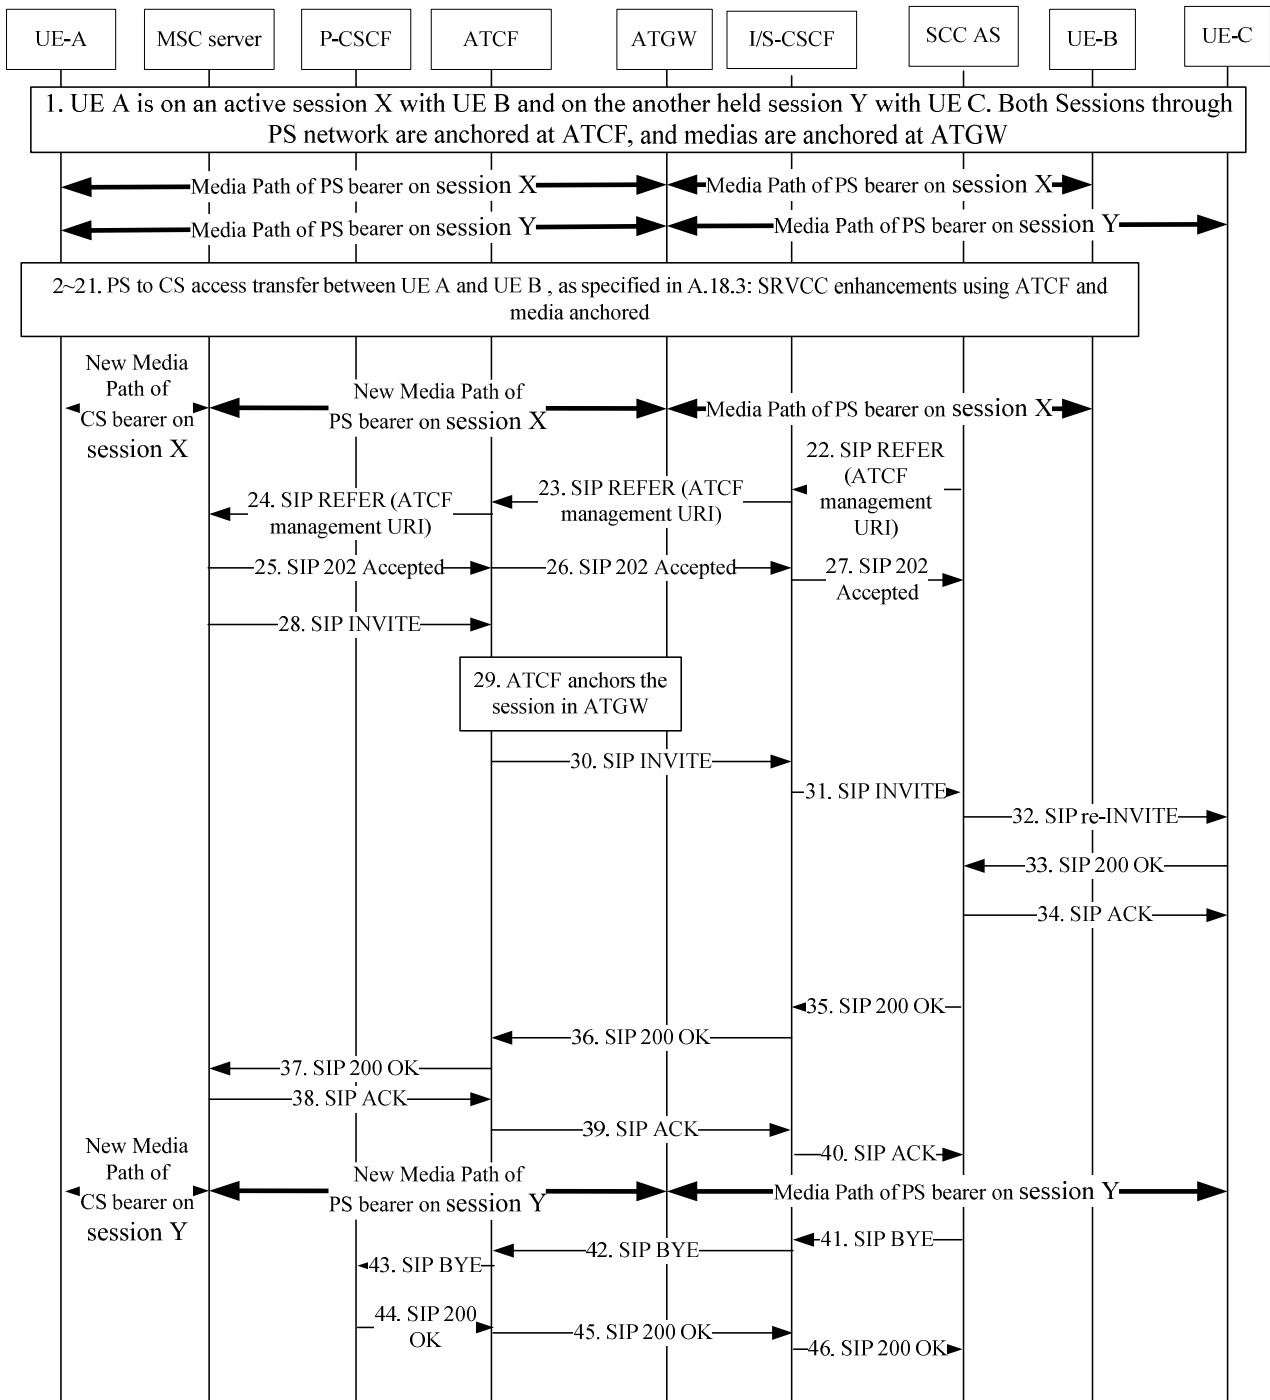 UE-A
MSC server
P-CSCF
ATCF
ATGW
I/S-CSCF
SCC AS
UE-B
UE-C
1. UE A is on an active session X with UE B and on the another held session Y with UE C. Both Sessions through
PS network are anchored at ATCF, and medias are anchored at ATGW
Media Path of PS bearer on session X
Media Path of PS bearer on session X
Media Path of PS bearer on session Y
Media Path of PS bearer on session Y
2~21. PS to CS access transfer between UE A and UE B , as specified in A.18.3: SRVCC enhancements using ATCF and
media anchored
New Media
Path of
CS bearer on
session X
New Media Path of
PS bearer on session X
Media Path of PS bearer on session X
22. SIP REFER
(ATCF
management
URI)
23. SIP REFER (ATCF
management URI)
24. SIP REFER (ATCF
management URI)
25. SIP 202 Accepted
26. SIP 202 Accepted
27. SIP 202
Accepted
28. SIP INVITE
29. ATCF anchors the
session in ATGW
30. SIP INVITE
31. SIP INVITE
32. SIP re-INVITE
33. SIP 200 OK
34. SIP ACK
35. SIP 200 OK
36. SIP 200 OK
37. SIP 200 OK
38. SIP ACK
39. SIP ACK
40. SIP ACK
New Media
Path of
CS bearer on
session Y
New Media Path of
PS bearer on session Y
Media Path of PS bearer on session Y
41. SIP BYE
42. SIP BYE
43. SIP BYE
44. SIP 200
OK
45. SIP 200 OK
46. SIP 200 OK